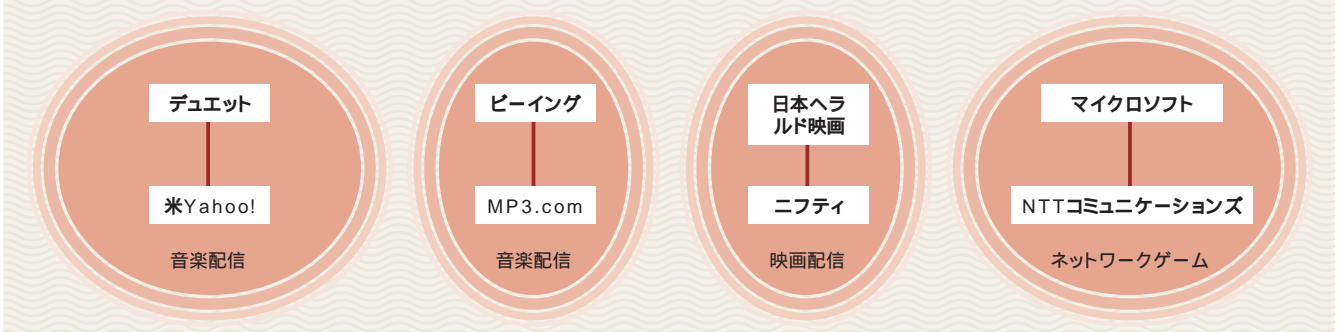 デュエット
米Yahoo!
音楽配信
ビーイング
MP3.com
音楽配信
日本ヘラ
ルド映画
ニフティ
映画配信
マイクロソフト
NTTコミュニケーションズ
ネットワークゲーム